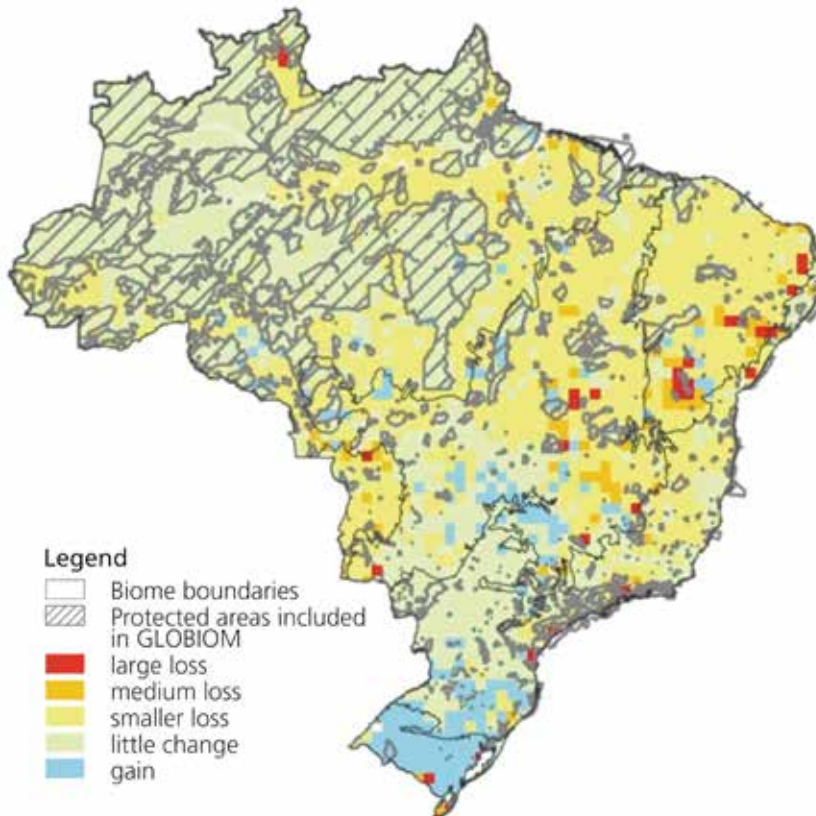 Legend
Biome boundaries
Protected areas included
in GLOBIOM
large loss
medium loss
smaller loss
little change
gain